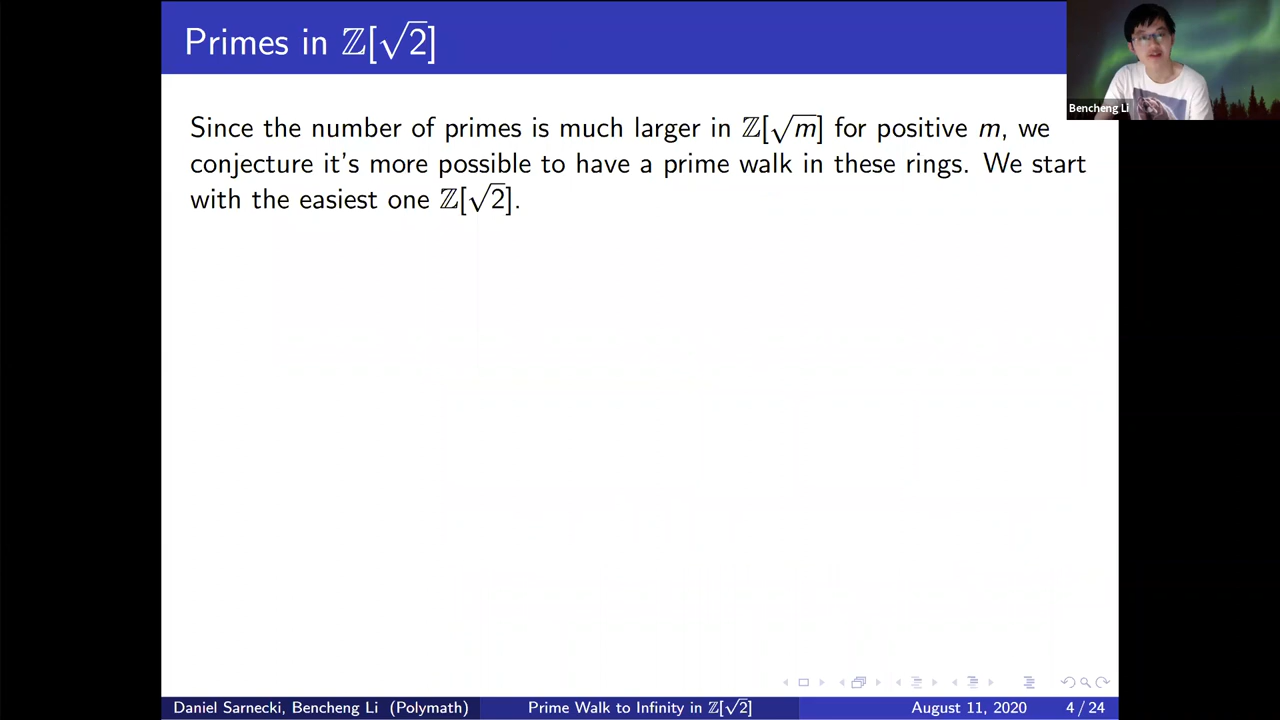 Primes in ℤ[√2]
Bencheng Li
Since the number of primes is much larger in ℤ[√m] for positive m, we
conjecture it's more possible to have a prime walk in these rings. We start
with the easiest one ℤ[√2].
Daniel Sarnecki, Bencheng Li (Polymath) Prime Walk to Infinity in ℤ[√2] August 11, 2020 4 / 24